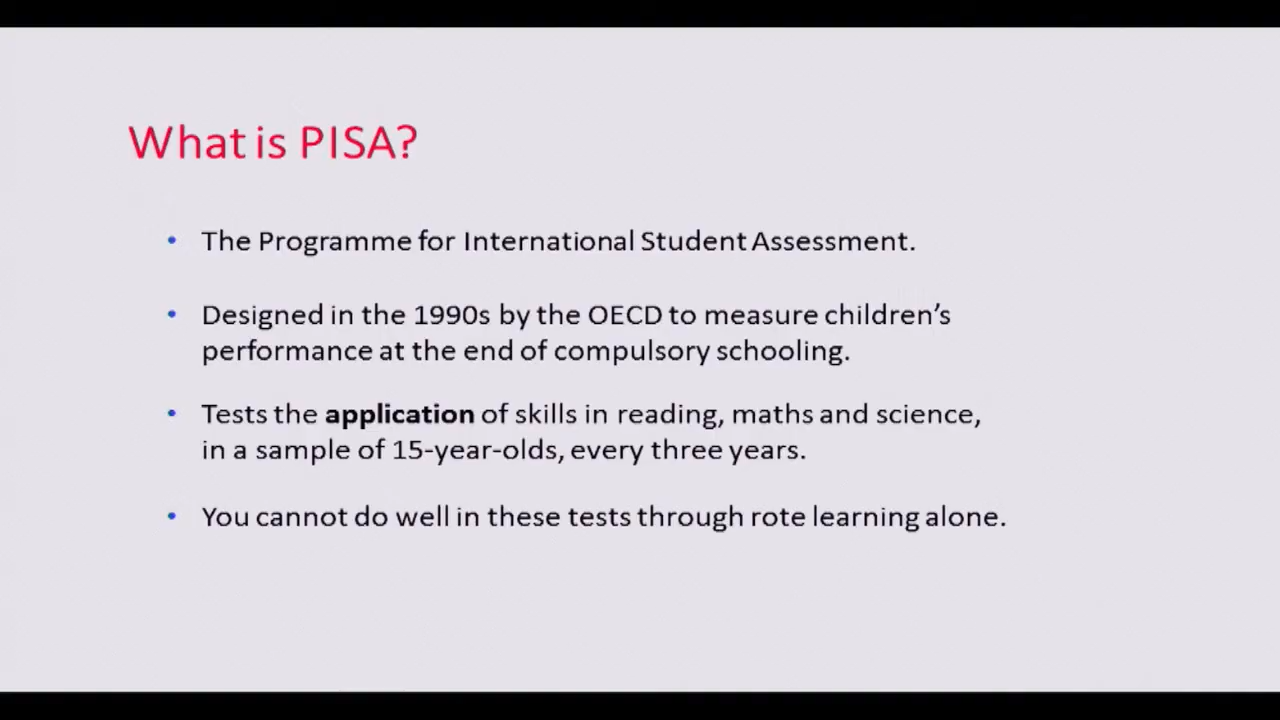 What is PISA?
• The Programme for International Student Assessment.
• Designed in the 1990s by the OECD to measure children’s
performance at the end of compulsory schooling.
• Tests the application of skills in reading, maths and science,
in a sample of 15-year-olds, every three years.
• You cannot do well in these tests through rote learning alone.